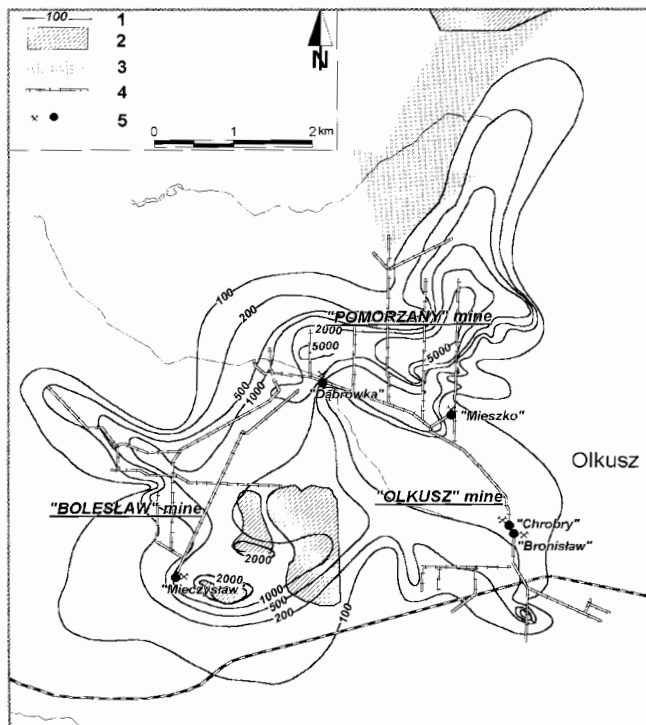 100 1
2
3
4
5
N
0 1 2 km
100
200
"POMORZANY" mine
2000
5000
5000
500
1000
"Dąbrówka"
"Mieszko"
Olkusz
"BOLESŁAW" mine
"OLKUSZ" mine
"Chrobry"
"Bronisław"
2000
2000
"Mieczysław"
1000
500
200
100